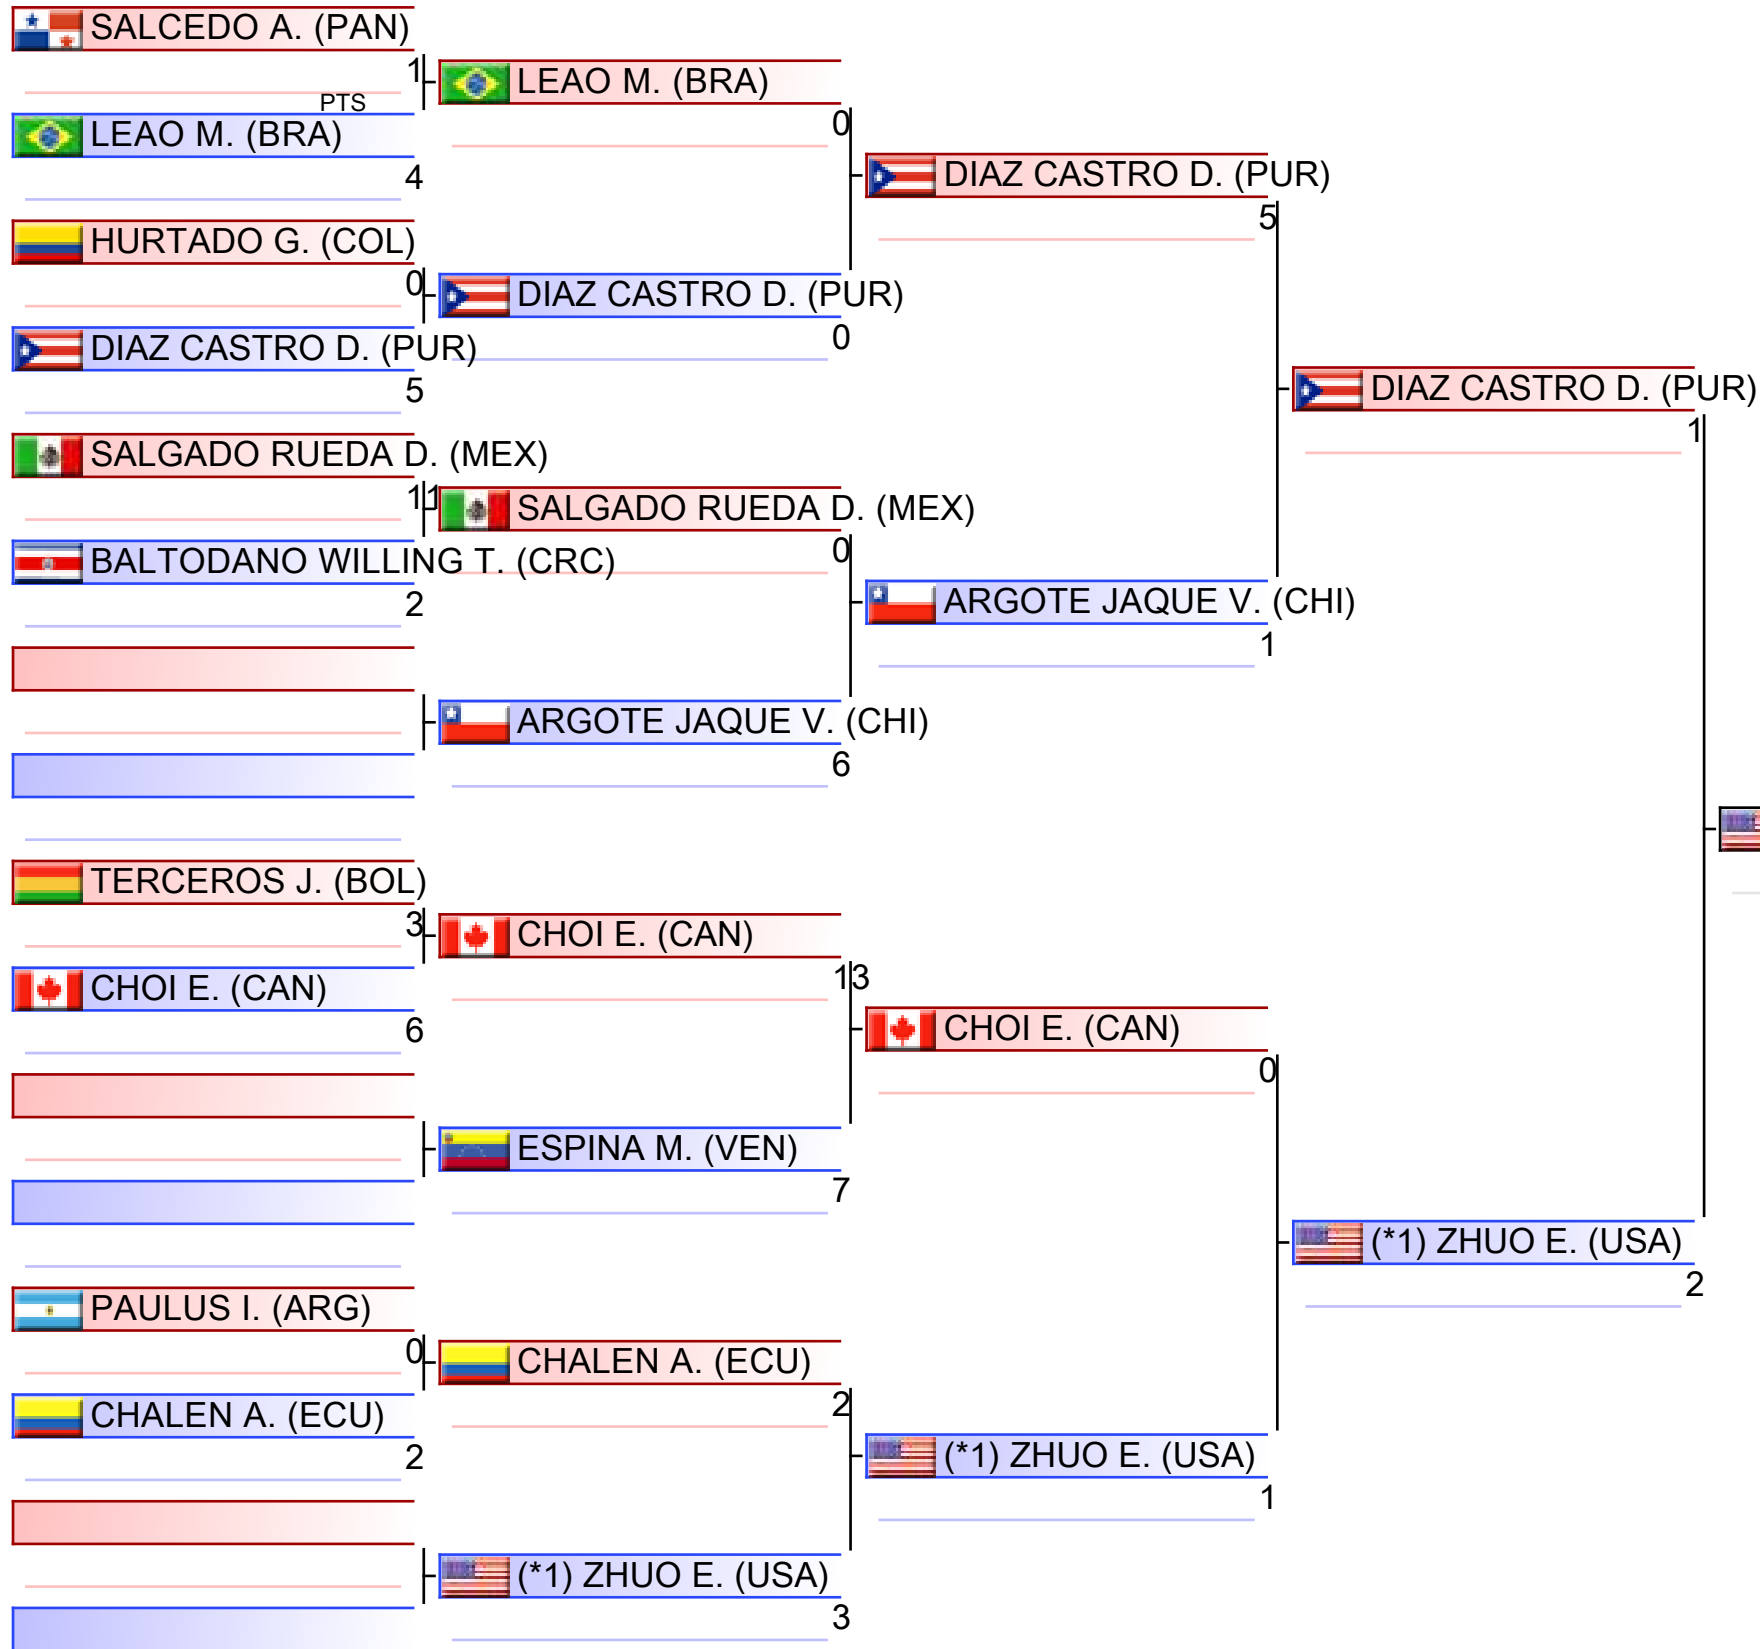 SALCEDO A. (PAN)
1
PTS
LEAO M. (BRA)
4
HURTADO G. (COL)
0
DIAZ CASTRO D. (PUR)
5
SALGADO RUEDA D. (MEX)
11
BALTODANO WILLING T. (CRC)
2
TERCEROS J. (BOL)
3
CHOI E. (CAN)
6
PAULUS I. (ARG)
0
CHALEN A. (ECU)
2
LEAO M. (BRA)
0
DIAZ CASTRO D. (PUR)
0
SALGADO RUEDA D. (MEX)
0
ARGOTE JAQUE V. (CHI)
6
CHOI E. (CAN)
13
ESPINA M. (VEN)
7
CHALEN A. (ECU)
2
(*1) ZHUO E. (USA)
3
DIAZ CASTRO D. (PUR)
5
ARGOTE JAQUE V. (CHI)
1
CHOI E. (CAN)
0
(*1) ZHUO E. (USA)
1
DIAZ CASTRO D. (PUR)
1
(*1) ZHUO E. (USA)
2